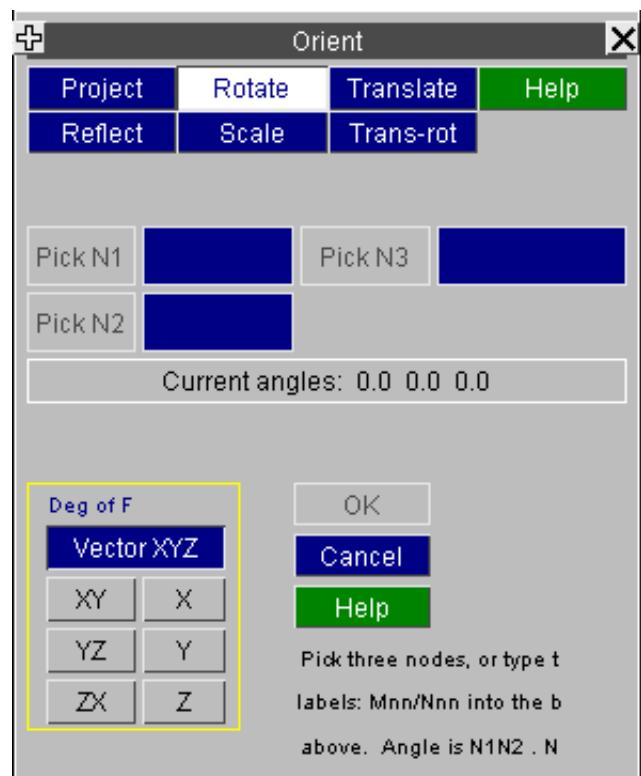 Orient
Project Rotate Translate Help
Reflect Scale Trans-rot
Pick N1 Pick N3
Pick N2
Current angles: 0.0 0.0 0.0
Deg of F OK
Vector XYZ Cancel
XY X Help
YZ Y Pick three nodes, or type t
ZX Z labels: Mnn/Nnn into the b
above. Angle is N1N2 . N